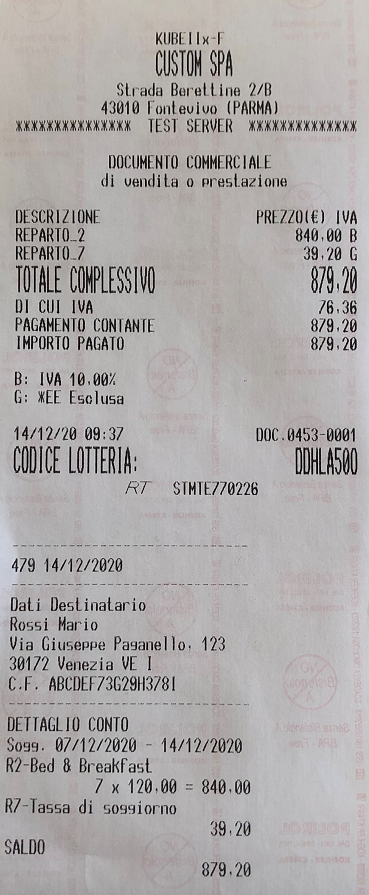 KUBEIIx-F
CUSTOM SPA
Strada Berettine 2/B
43010 Fontevivo (PARMA)
*************** TEST SERVER **************
DOCUMENTO COMMERCIALE
di vendita o prestazione
DESCRIZIONE PREZZO(€) IVA
REPARTO_2 840,00 B
REPARTO_7 39,20 G
TOTALE COMPLESSIVO 879,20
DI CUI IVA 76,36
PAGAMENTO CONTANTE 879,20
IMPORTO PAGATO 879,20
B: IVA 10,00%
G: *EE Esclusa
14/12/20 09:37 DOC.0453-0001
CODICE LOTTERIA: DDHLA500
RT STMTE770226
479 14/12/2020
Dati Destinatario
Rossi Mario
Via Giuseppe Paganello, 123
30172 Venezia VE I
C.F. ABCDEF73G29H378I
DETTAGLIO CONTO
Sogg. 07/12/2020 - 14/12/2020
R2-Bed & Breakfast
7 x 120,00 = 840,00
R7-Tassa di soggiorno
39,20
SALDO
879,20